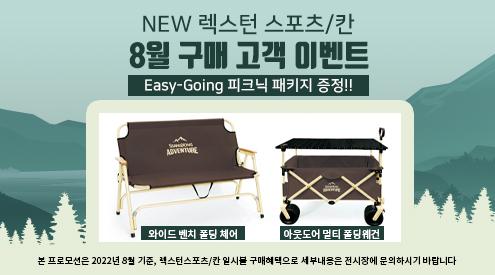 NEW 렉스턴 스포츠/칸
8월 구매 고객 이벤트
Easy-Going 피크닉 패키지 증정!!
SSANGYONG
ADVENTURE
SSANGYONG
ADVENTURE
와이드 벤치 폴딩 체어
아웃도어 멀티 폴딩웨건
본 프로모션은 2022년 8월 기준, 렉스턴스포츠/칸 일시불 구매혜택으로 세부내용은 전시장에 문의하시기 바랍니다